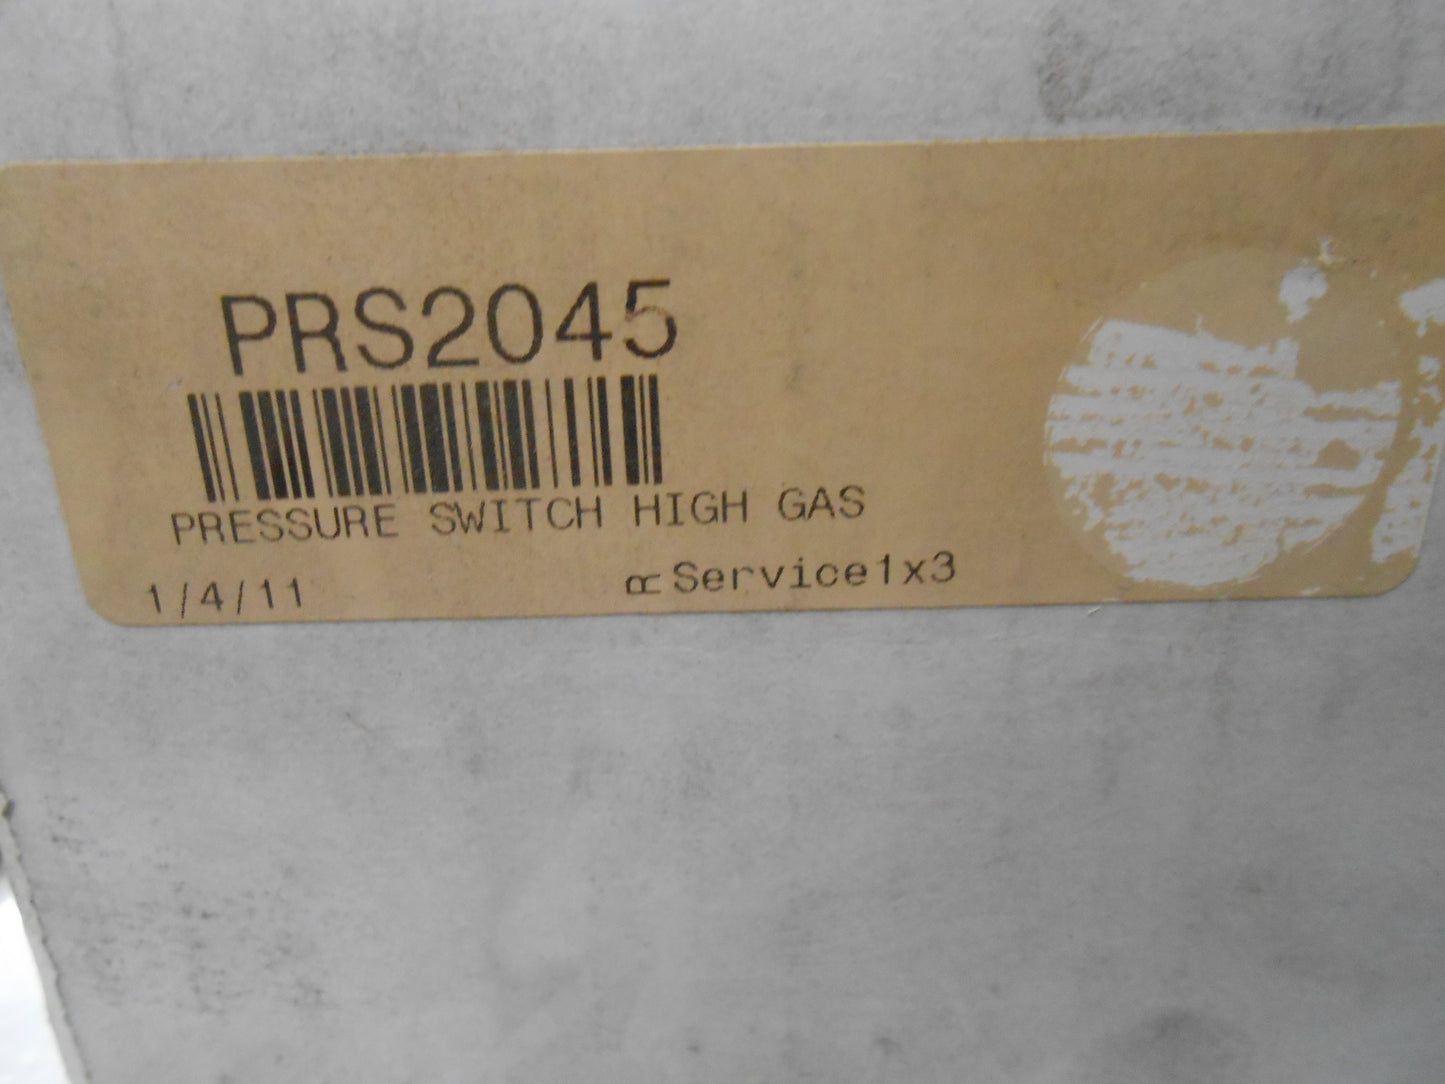 PRS2045
PRESSURE SWITCH HIGH GAS
1/4/11 R Service1x3